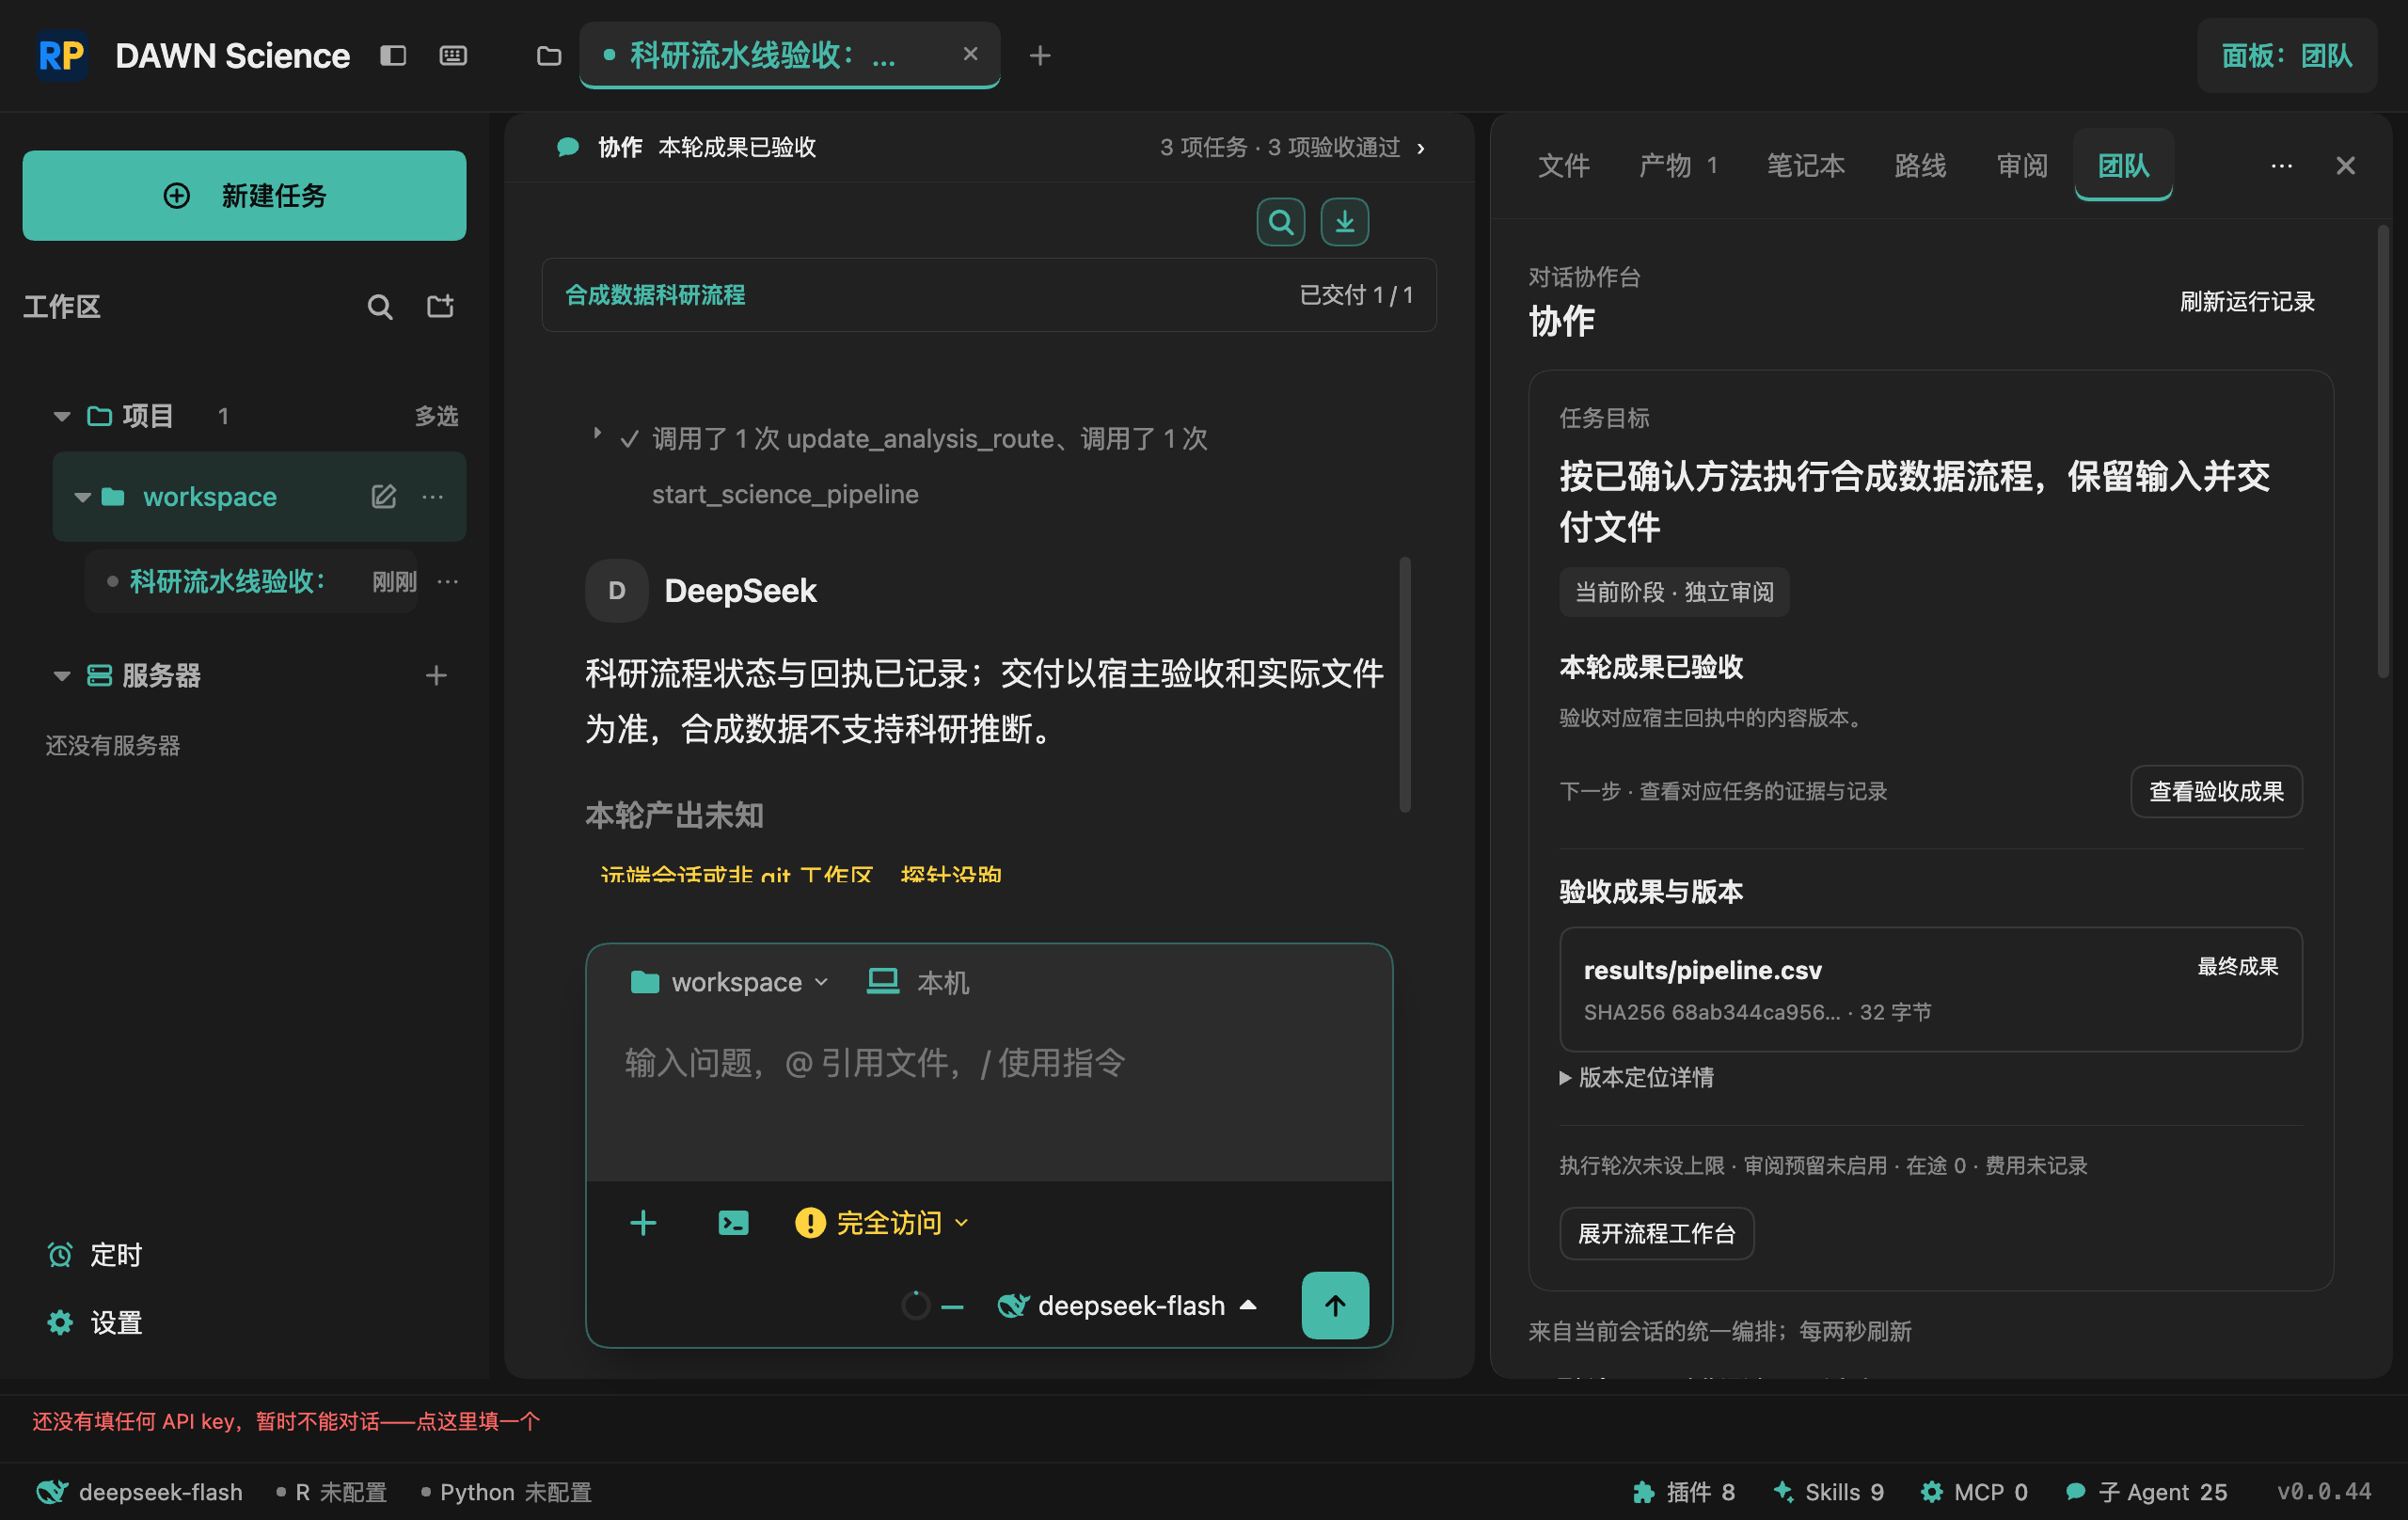 RP DAWN Science
科研流水线验收：...
面板：团队
新建任务
工作区
项目 1 多选
workspace
科研流水线验收： 刚刚
服务器
还没有服务器
定时
设置
协作 本轮成果已验收 3 项任务 · 3 项验收通过
合成数据科研流程 已交付 1 / 1
调用了 1 次 update_analysis_route、调用了 1 次
start_science_pipeline
D DeepSeek
科研流程状态与回执已记录；交付以宿主验收和实际文件
为准，合成数据不支持科研推断。
本轮产出未知
远端会话或非 git 工作区 探针没跑
workspace 本机
输入问题，@ 引用文件，/ 使用指令
完全访问
deepseek-flash
文件 产物 1 笔记本 路线 审阅 团队
对话协作台
协作
刷新运行记录
任务目标
按已确认方法执行合成数据流程，保留输入并交
付文件
当前阶段 · 独立审阅
本轮成果已验收
验收对应宿主回执中的内容版本。
下一步 · 查看对应任务的证据与记录 查看验收成果
验收成果与版本
results/pipeline.csv 最终成果
SHA256 68ab344ca956... · 32 字节
版本定位详情
执行轮次未设上限 · 审阅预留未启用 · 在途 0 · 费用未记录
展开流程工作台
来自当前会话的统一编排；每两秒刷新
还没有填任何 API key，暂时不能对话——点这里填一个
deepseek-flash R 未配置 Python 未配置
插件 8 Skills 9 MCP 0 子 Agent 25 v0.0.44